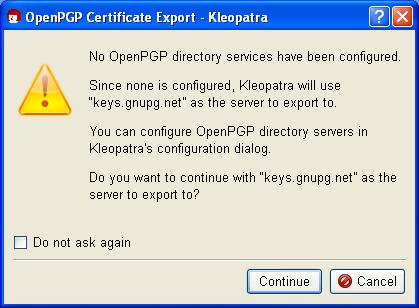 OpenPGP Certificate Export - Kleopatra
No OpenPGP directory services have been configured.
Since none is configured, Kleopatra will use
"keys.gnupg.net" as the server to export to.
You can configure OpenPGP directory servers in
Kleopatra's configuration dialog.
Do you want to continue with "keys.gnupg.net" as the
server to export to?
Do not ask again
Continue
Cancel